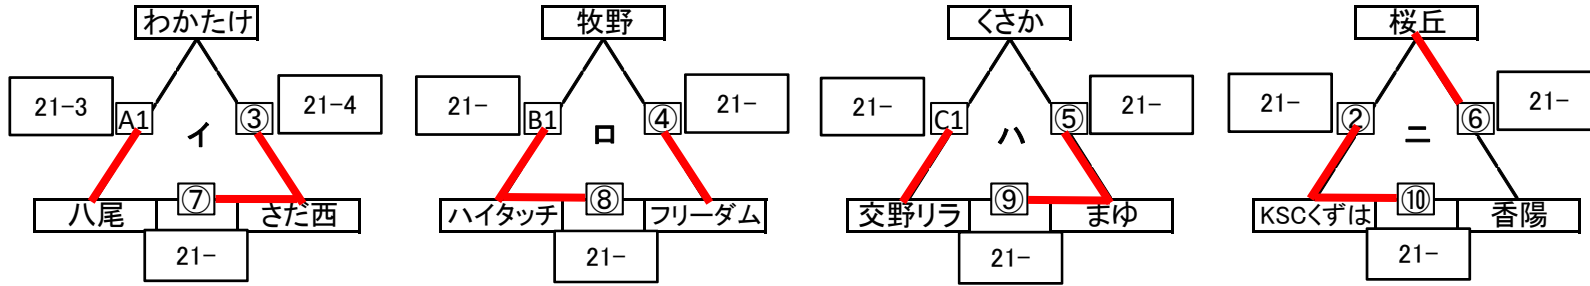 わかたけ
21-3
A1
③
21-4
イ
⑦
八尾
さだ西
21-
牧野
21-
B1
④
21-
ロ
⑧
ハイタッチ
フリーダム
21-
くさか
21-
C1
⑤
21-
ハ
⑨
交野リラ
まゆ
21-
桜丘
21-
②
⑥
21-
ニ
⑩
KSCくずは
香陽
21-